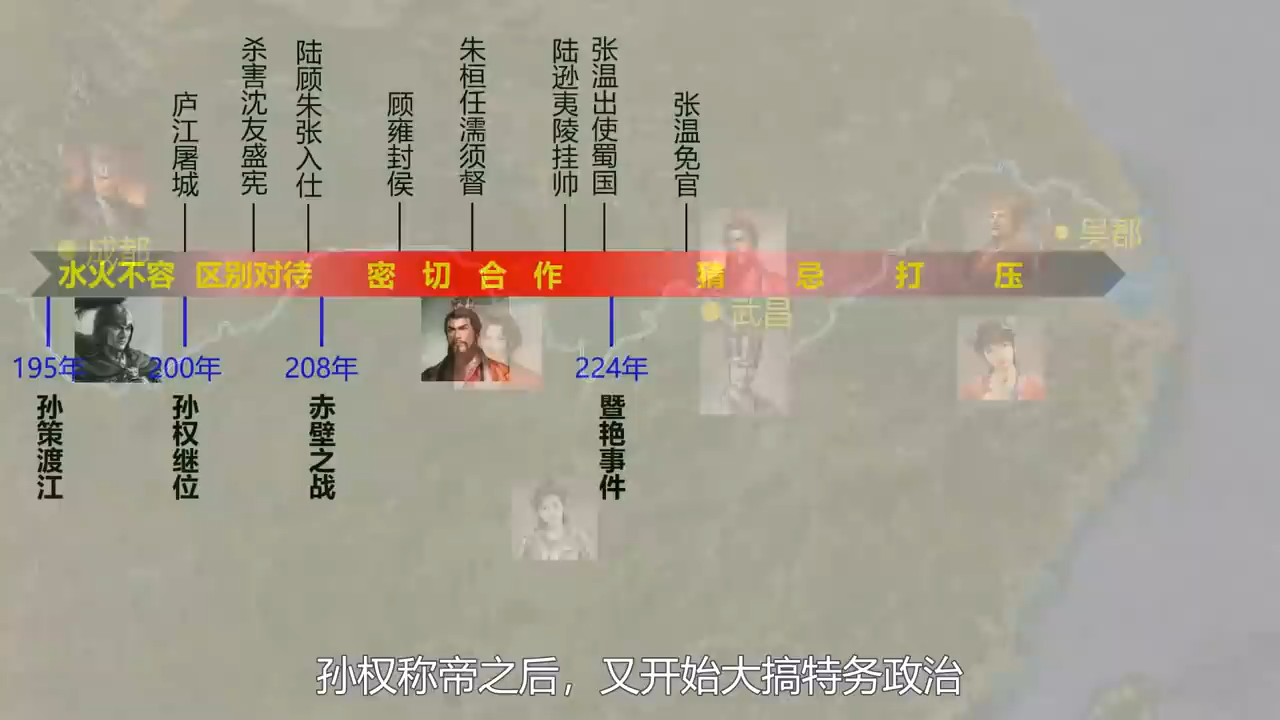 庐江屠城
杀害沈友盛宪
陆顾朱张入仕
顾雍封侯
朱桓任濡须督
陆逊夷陵挂帅
张温出使蜀国
张温免官
成都
吴都
水火不容
区别对待
密切合作
猜忌打压
武昌
195年
200年
208年
224年
孙策渡江
孙权继位
赤壁之战
暨艳事件
孙权称帝之后，又开始大搞特务政治